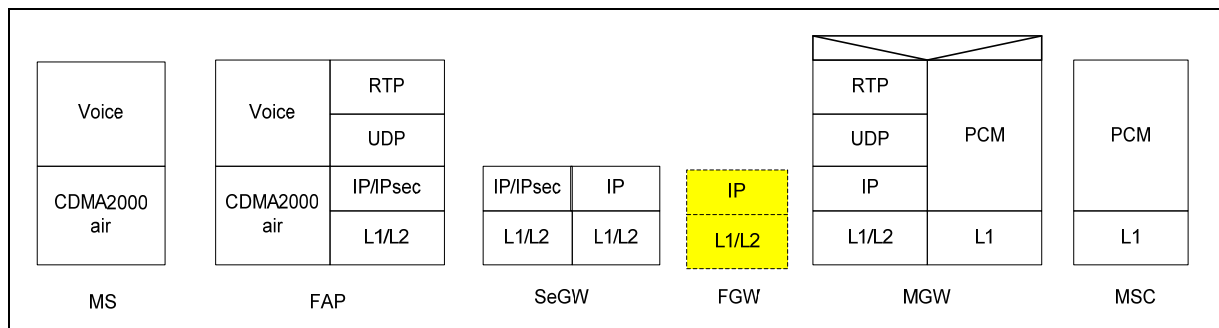 Voice
CDMA2000
air
MS
Voice
CDMA2000
air
RTP
UDP
IP/IPsec
L1/L2
FAP
IP/IPsec
IP
L1/L2
L1/L2
SeGW
IP
L1/L2
FGW
RTP
UDP
IP
L1/L2
PCM
L1
MGW
PCM
L1
MSC